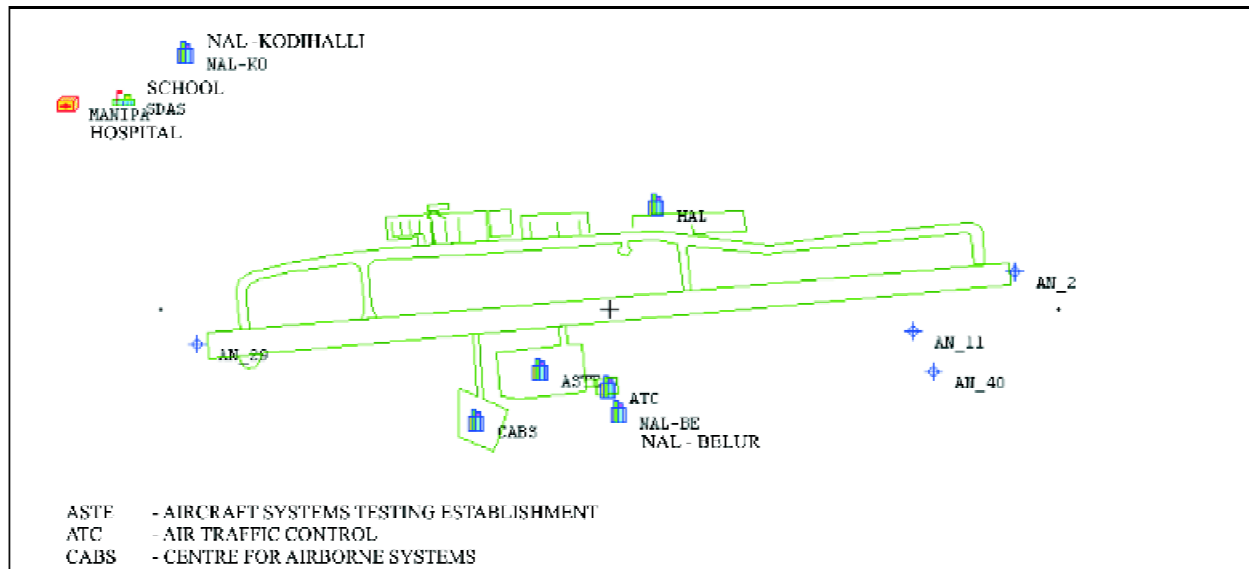 NAL -KODIHALLI
NAL-KO
SCHOOL
SDAS
MANIPA
HOSPITAL
HAL
AN_2
AN_11
AN_29
AN_40
ASTE
ATC
NAL-BE
CABS
NAL - BELUR
ASTE - AIRCRAFT SYSTEMS TESTING ESTABLISHMENT
ATC - AIR TRAFFIC CONTROL
CABS - CENTRE FOR AIRBORNE SYSTEMS